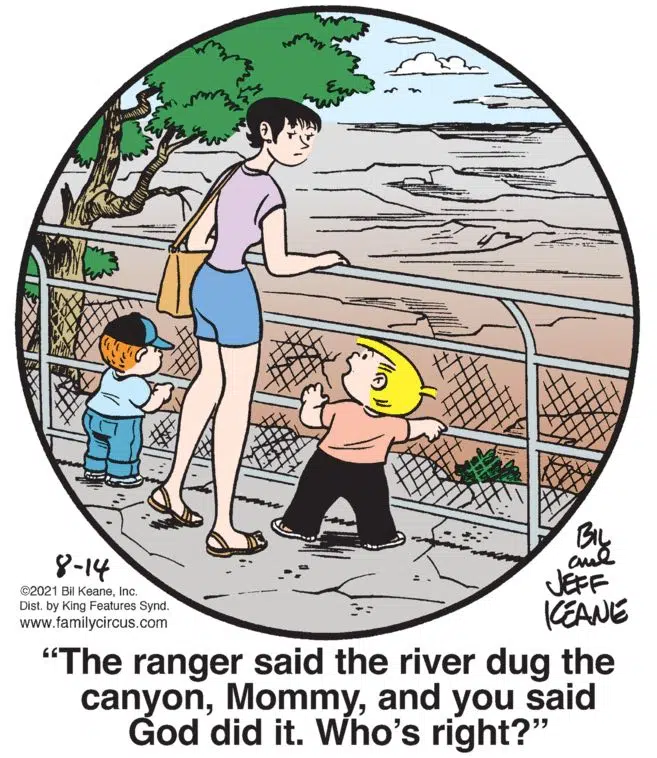 8-14
©2021 Bil Keane, Inc.
Dist. by King Features Synd.
www.familycircus.com
BIL
and
JEFF
KEANE
“The ranger said the river dug the
canyon, Mommy, and you said
God did it. Who’s right?”